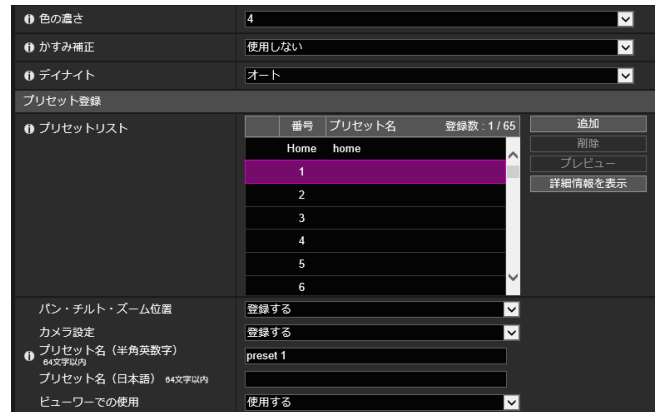 色の濃さ 4
かすみ補正 使用しない
デイナイト オート
プリセット登録
プリセットリスト 番号 プリセット名 登録数 : 1 / 65 追加
削除
Home home
プレビュー
1
詳細情報を表示
2
3
4
5
6
パン・チルト・ズーム位置 登録する
カメラ設定 登録する
プリセット名（半角英数字） preset 1
64文字以内
プリセット名（日本語） 64文字以内
ビューワーでの使用 使用する